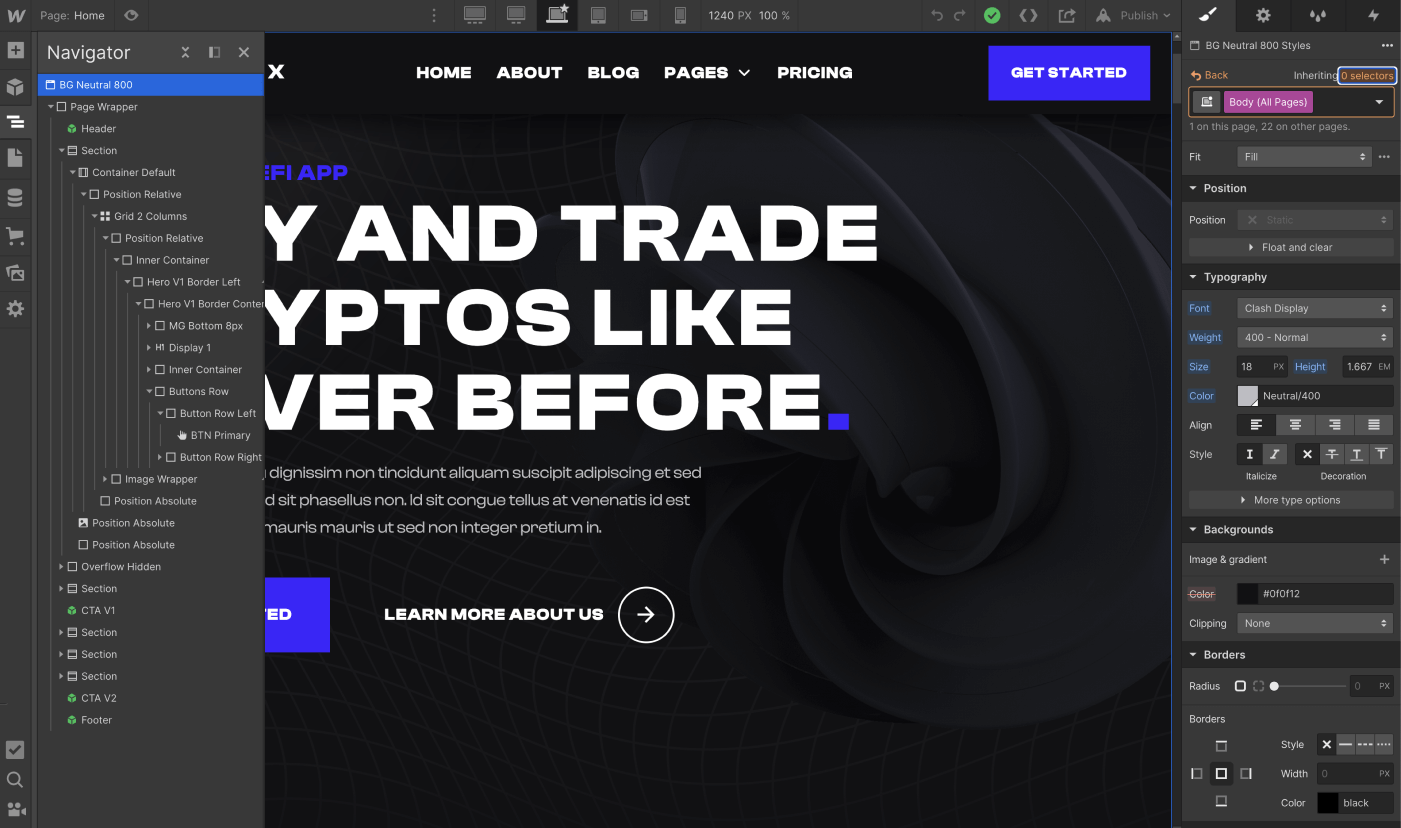 Page: Home
1240 PX 100 %
Publish
Navigator
BG Neutral 800
Page Wrapper
Header
Section
Container Default
Position Relative
Grid 2 Columns
Position Relative
Inner Container
Hero V1 Border Left
Hero V1 Border Conter
MG Bottom 8px
H1 Display 1
Inner Container
Buttons Row
Button Row Left
BTN Primary
Button Row Right
Image Wrapper
Position Absolute
Position Absolute
Position Absolute
Overflow Hidden
Section
CTA V1
Section
Section
Section
CTA V2
Footer
X HOME ABOUT BLOG PAGES PRICING GET STARTED
EFI APP
Y AND TRADE
YPTOS LIKE
VER BEFORE.
dignissim non tincidunt aliquam suscipit adipiscing et sed
d sit phasellus non. Id sit congue tellus at venenatis id est
mauris mauris ut sed non integer pretium in.
TED LEARN MORE ABOUT US
BG Neutral 800 Styles
Back Inheriting 0 selectors
Body (All Pages)
1 on this page, 22 on other pages.
Fit Fill
Position
Position Static
Float and clear
Typography
Font Clash Display
Weight 400 - Normal
Size 18 PX Height 1.667 EM
Color Neutral/400
Align
Style
Italicize Decoration
More type options
Backgrounds
Image & gradient
Color #0f0f12
Clipping None
Borders
Radius 0 PX
Borders
Style
Width 0 PX
Color black